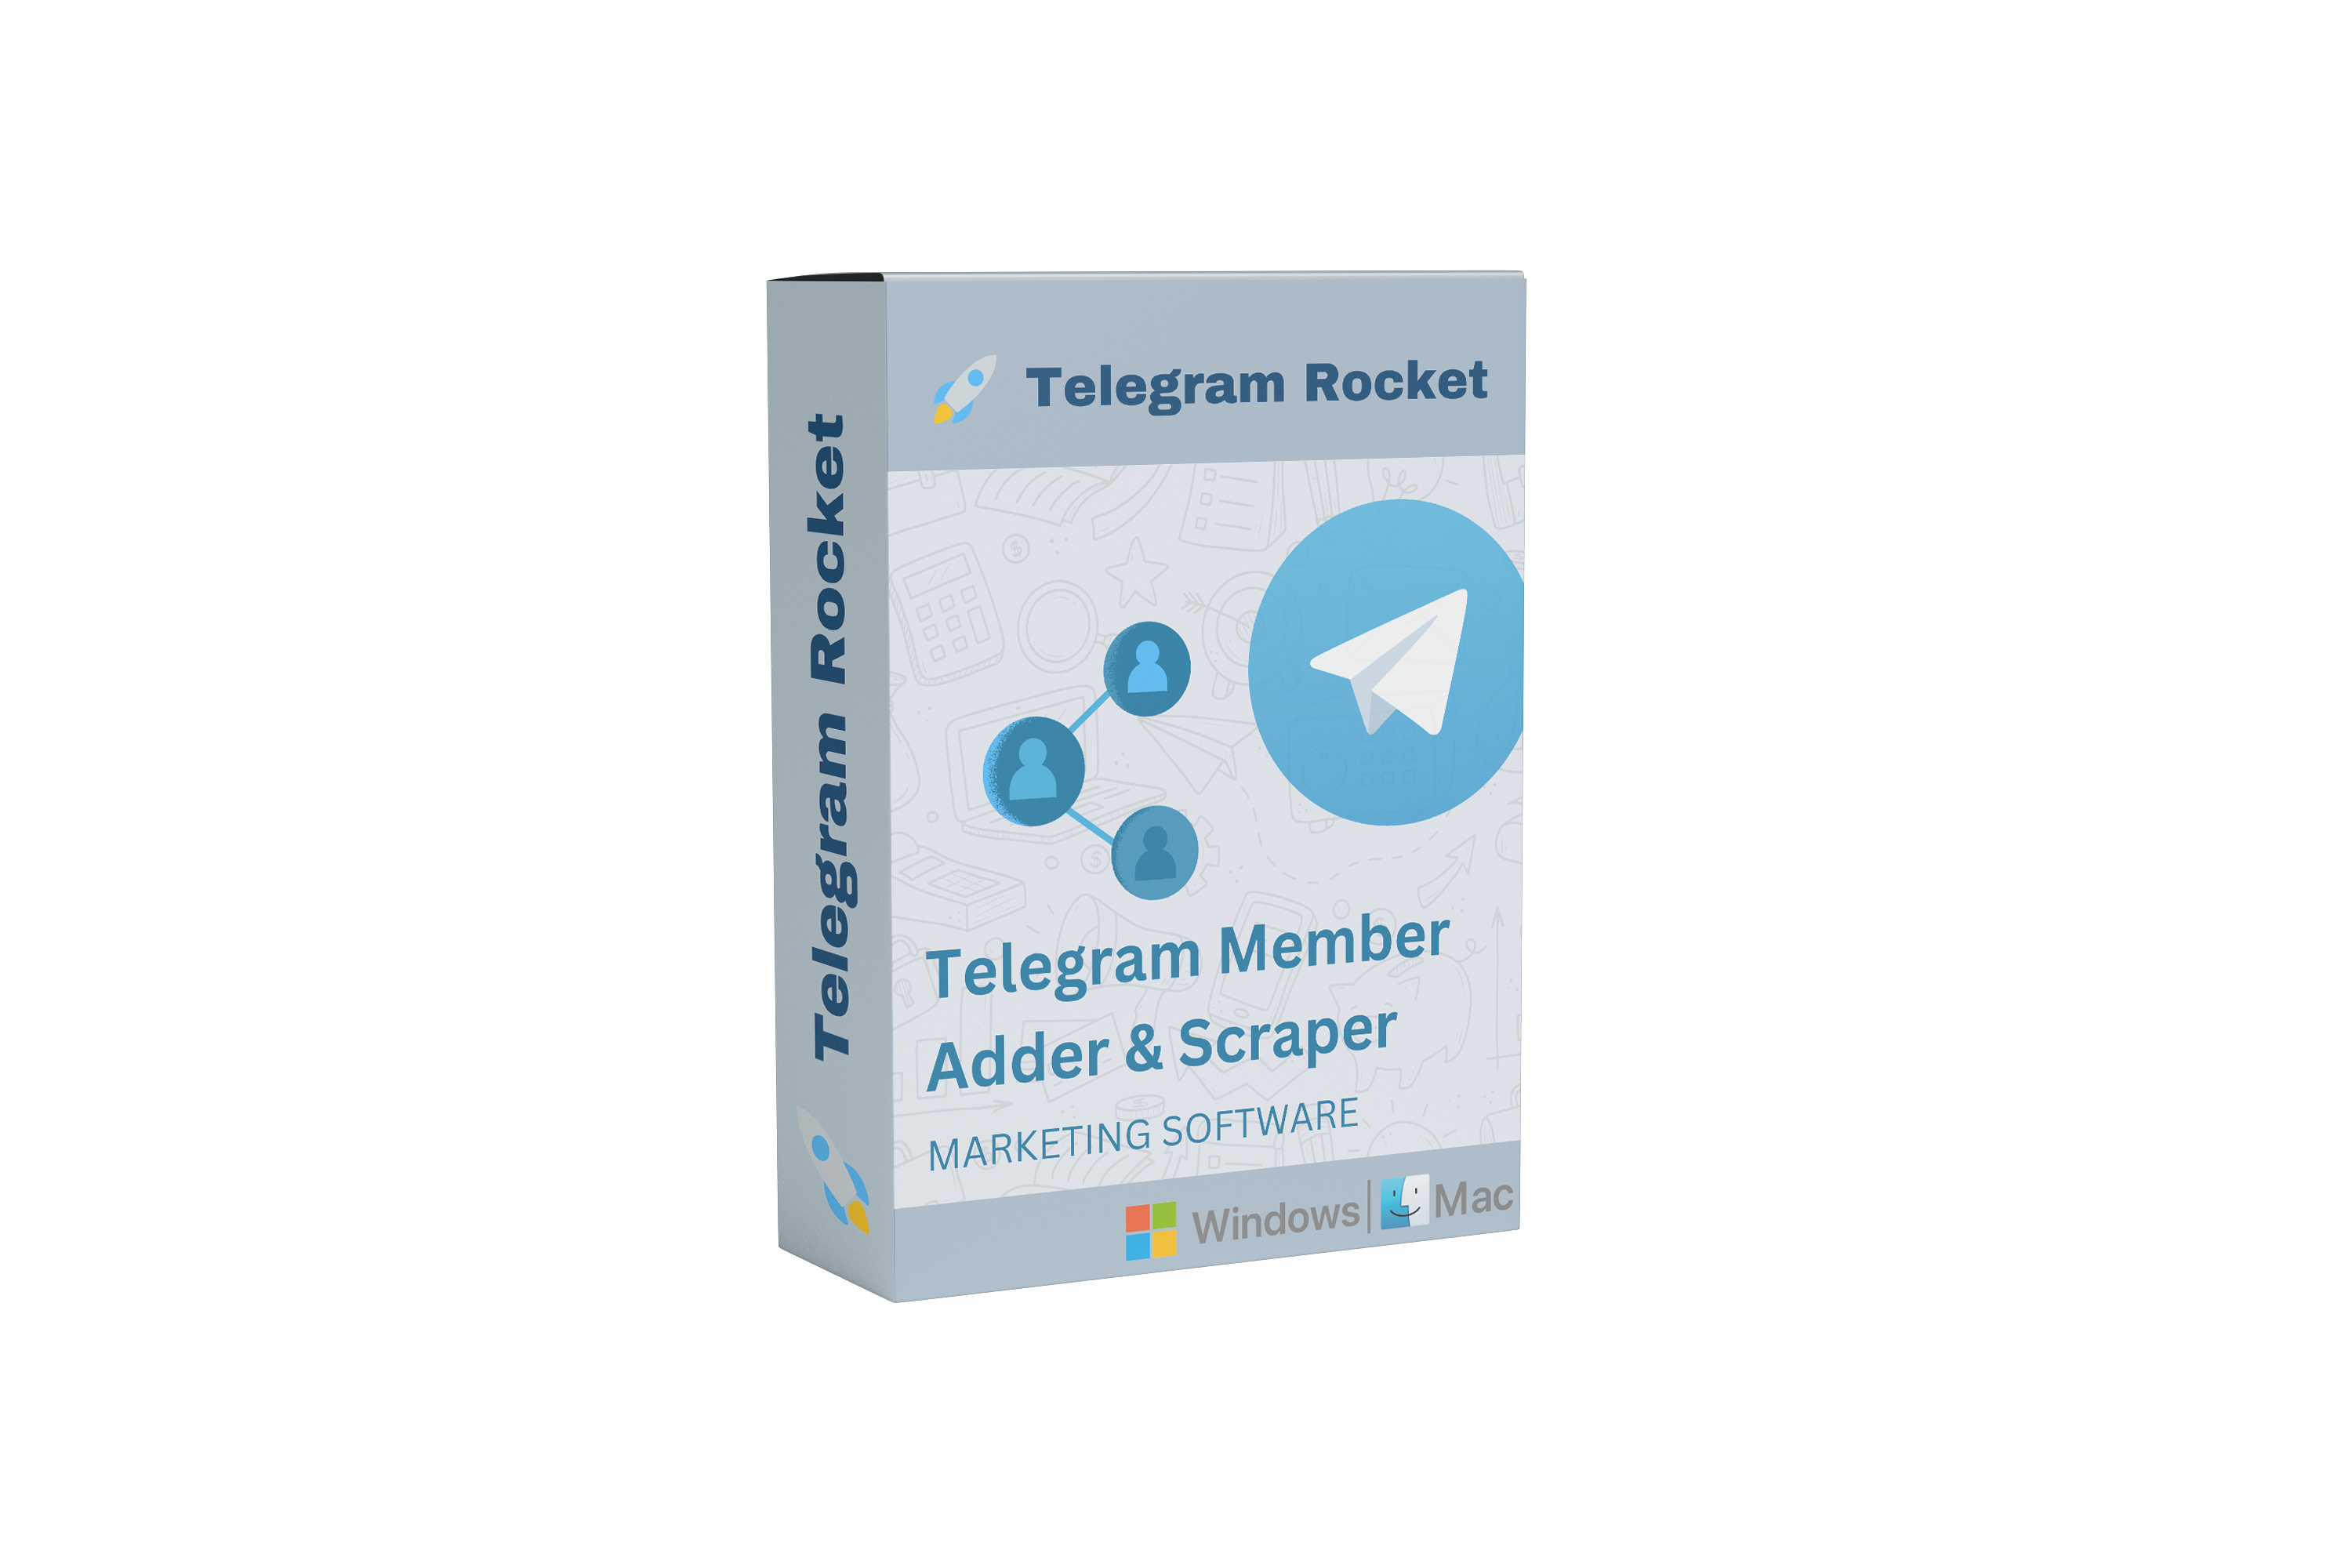 Telegram Rocket
Telegram Rocket
Telegram Member
Adder & Scraper
MARKETING SOFTWARE
Windows | Mac